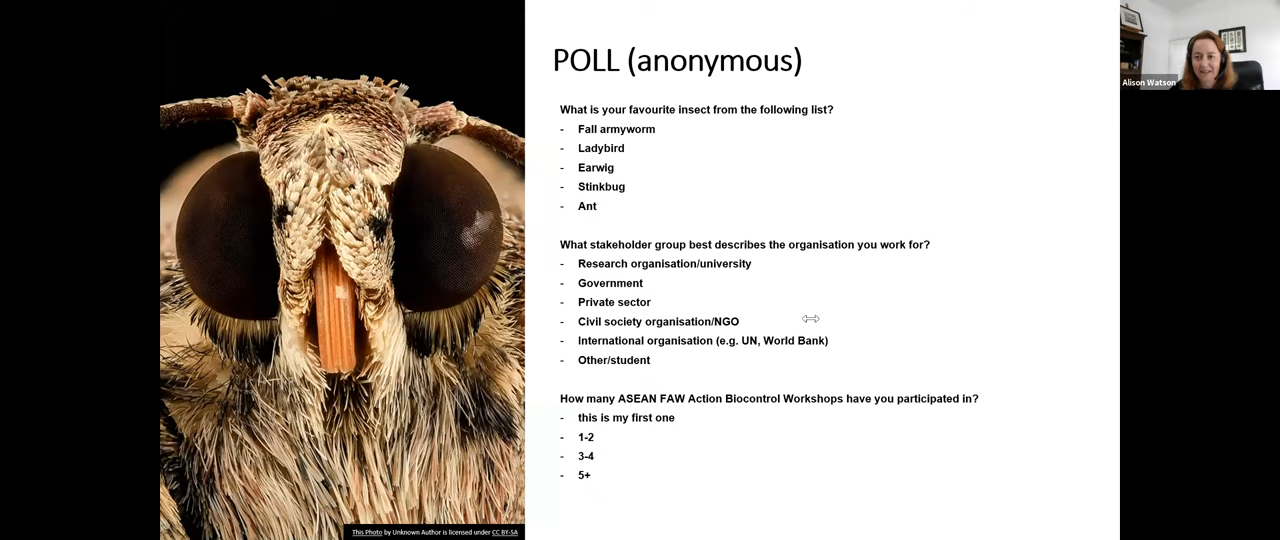 POLL (anonymous)
Alison Watson
What is your favourite insect from the following list?
- Fall armyworm
- Ladybird
- Earwig
- Stinkbug
- Ant
What stakeholder group best describes the organisation you work for?
- Research organisation/university
- Government
- Private sector
- Civil society organisation/NGO
- International organisation (e.g. UN, World Bank)
- Other/student
How many ASEAN FAW Action Biocontrol Workshops have you participated in?
- this is my first one
- 1-2
- 3-4
- 5+
This Photo by Unknown Author is licensed under CC BY-SA